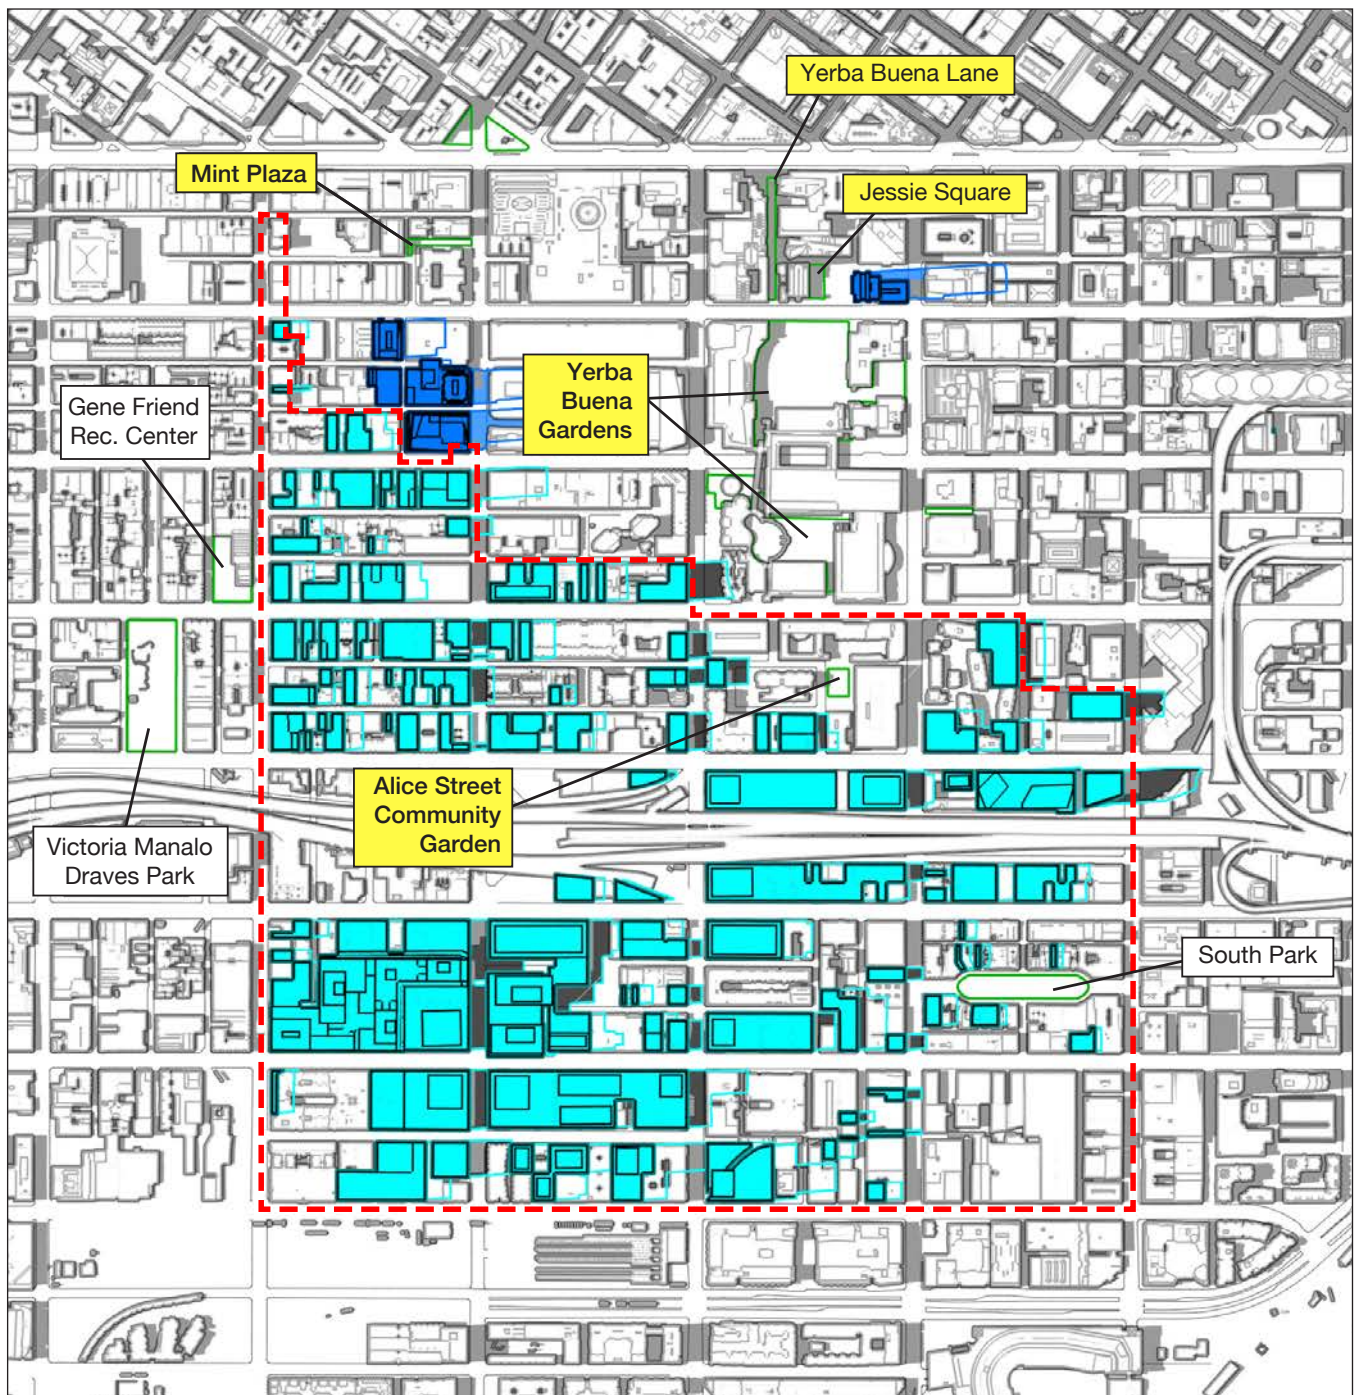 Yerba Buena Lane
Mint Plaza
Jessie Square
Yerba
Buena
Gardens
Gene Friend
Rec. Center
Alice Street
Community
Garden
Victoria Manalo
Draves Park
South Park